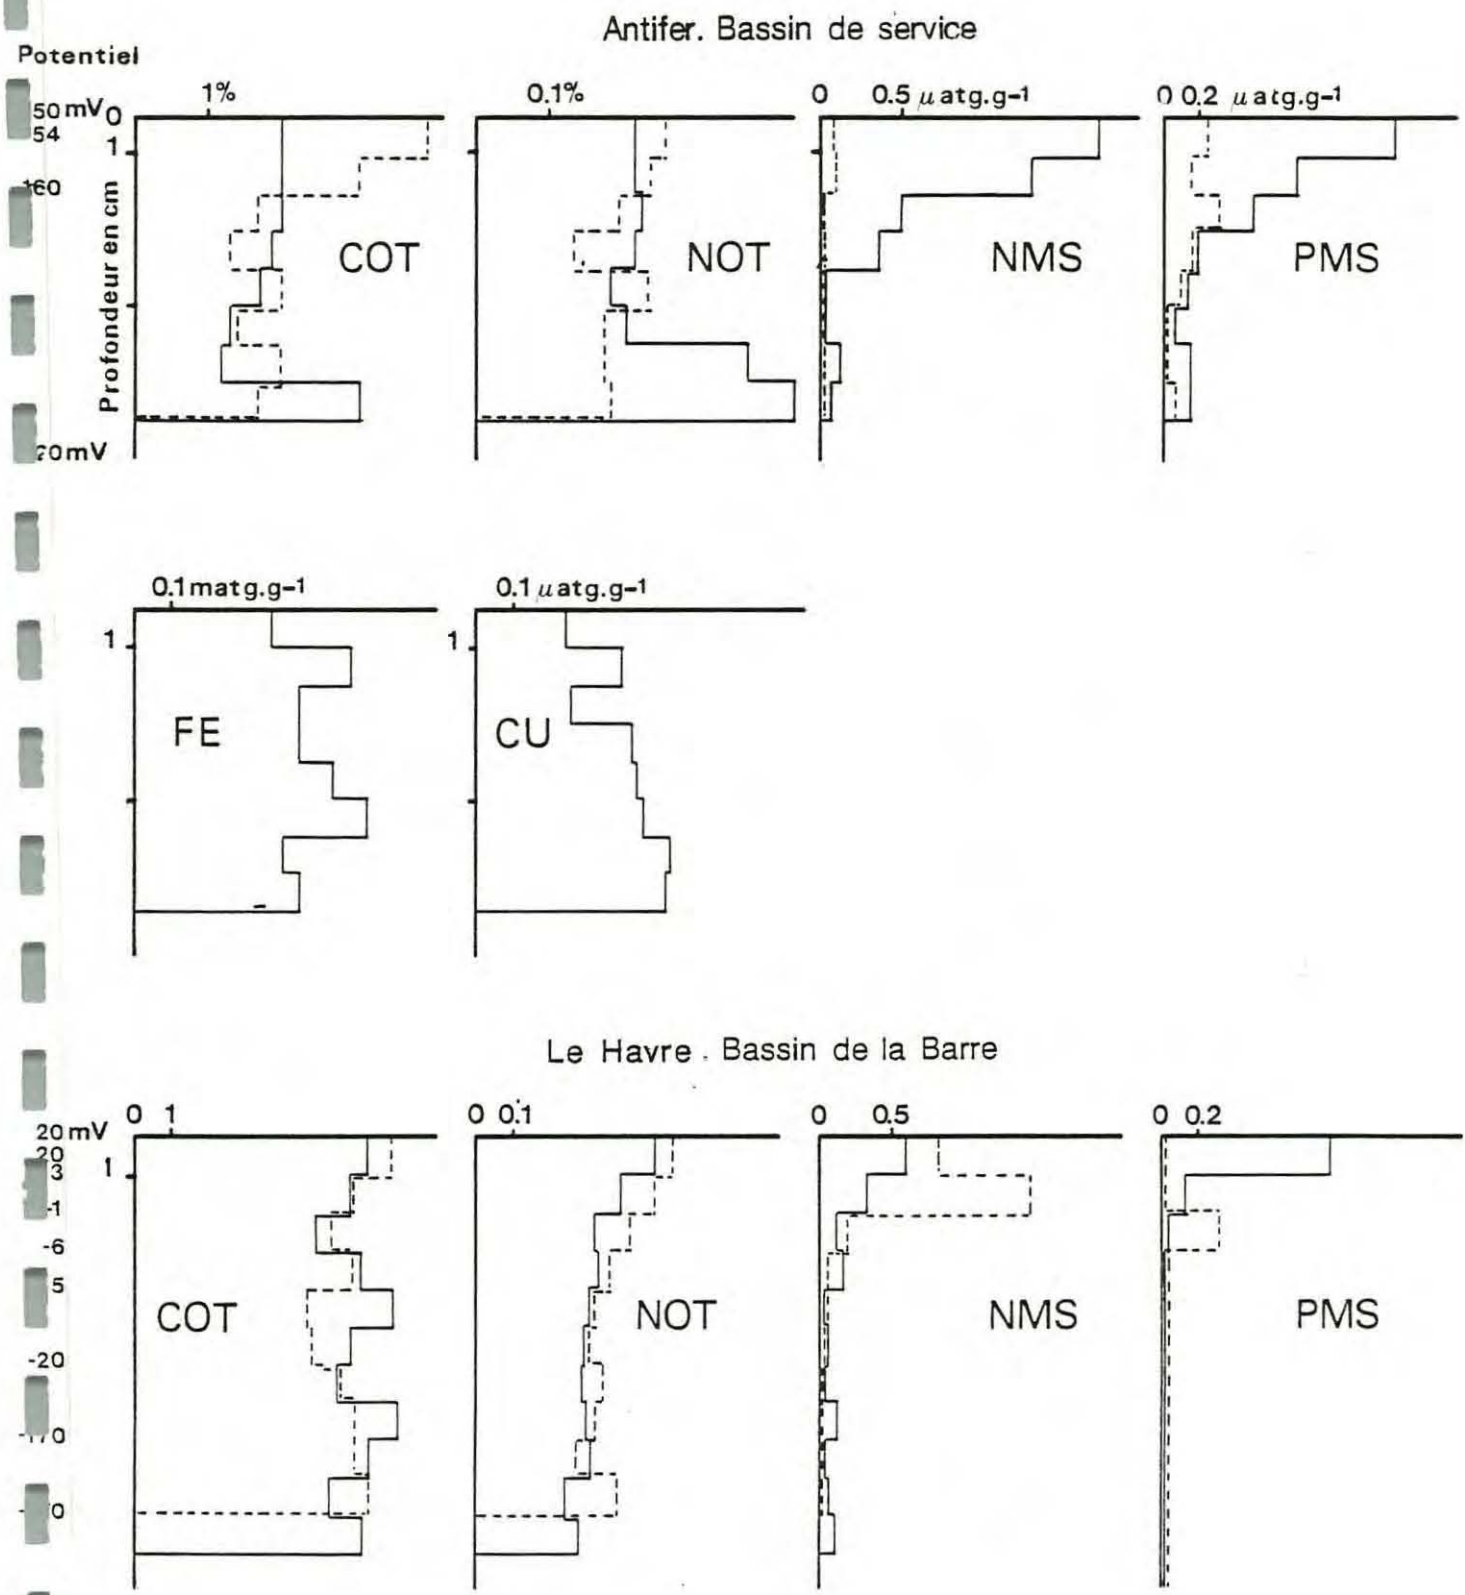 Antifer. Bassin de service
Potentiel
1%
0.1%
0 0.5 µatg.g-1
0 0.2 µatg.g-1
50 mV 0
54
1
160
Profondeur en cm
COT
NOT
NMS
PMS
20mV
0.1 matg.g-1
0.1 µatg.g-1
1
1
FE
CU
Le Havre. Bassin de la Barre
0 1
0 0.1
0 0.5
0 0.2
20 mV
20
3
1
-1
-6
5
COT
NOT
NMS
PMS
-20